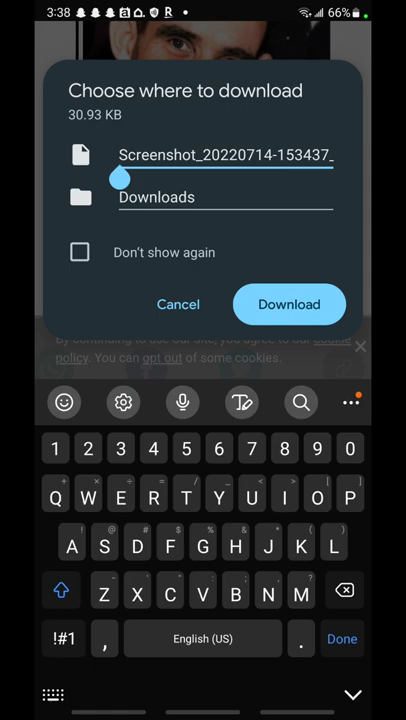 3:38 66%
Choose where to download
30.93 KB
Screenshot_20220714-153437_
Downloads
Don't show again
Cancel Download
By continuing to use our site, you agree to our cookie
policy. You can opt out of some cookies.
1 2 3 4 5 6 7 8 9 0
+ × ÷ = / _ < > [ ]
Q W E R T Y U I O P
! @ # $ % ^ & * ( )
A S D F G H J K L
- ' " : ; , ?
Z X C V B N M
!#1 , English (US) . Done